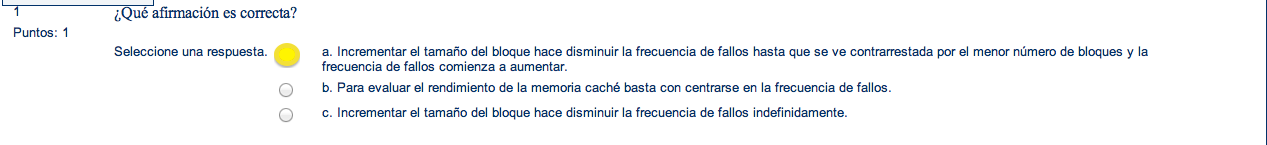 1
¿Qué afirmación es correcta?
Puntos: 1
Seleccione una respuesta.
a. Incrementar el tamaño del bloque hace disminuir la frecuencia de fallos hasta que se ve contrarrestada por el menor número de bloques y la
frecuencia de fallos comienza a aumentar.
b. Para evaluar el rendimiento de la memoria caché basta con centrarse en la frecuencia de fallos.
c. Incrementar el tamaño del bloque hace disminuir la frecuencia de fallos indefinidamente.